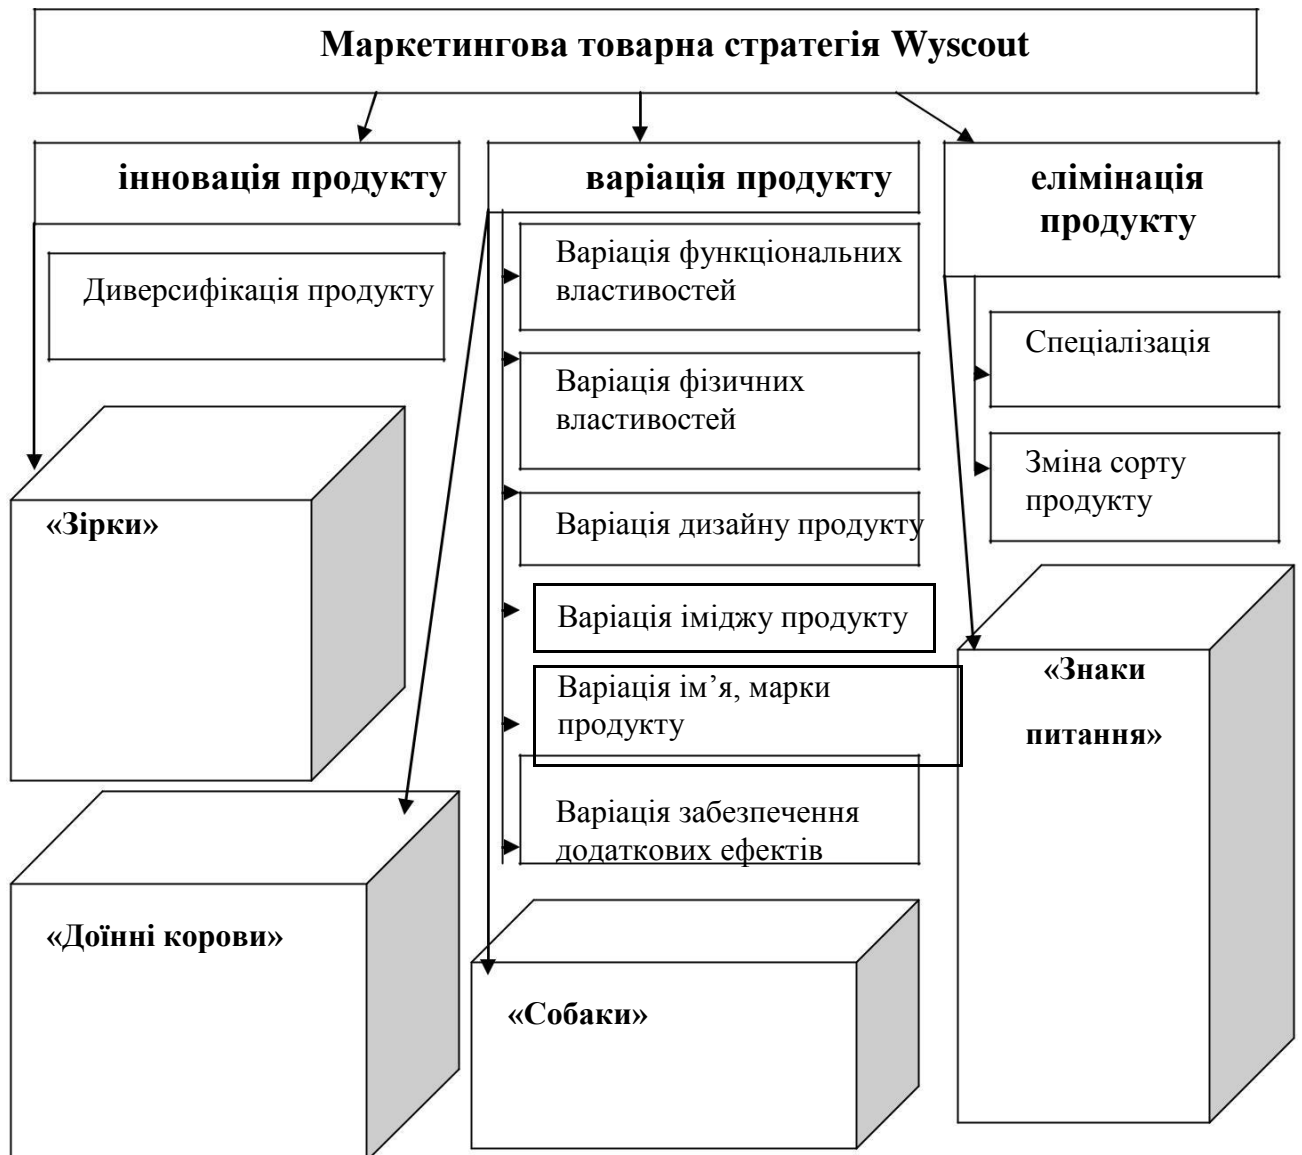 Маркетингова товарна стратегія Wyscout
інновація продукту
варіація продукту
елімінація
продукту
Диверсифікація продукту
Варіація функціональних
властивостей
Варіація фізичних
властивостей
Варіація дизайну продукту
Варіація іміджу продукту
Варіація ім’я, марки
продукту
Варіація забезпечення
додаткових ефектів
Спеціалізація
Зміна сорту
продукту
«Зірки»
«Знаки
питання»
«Доїнні корови»
«Собаки»